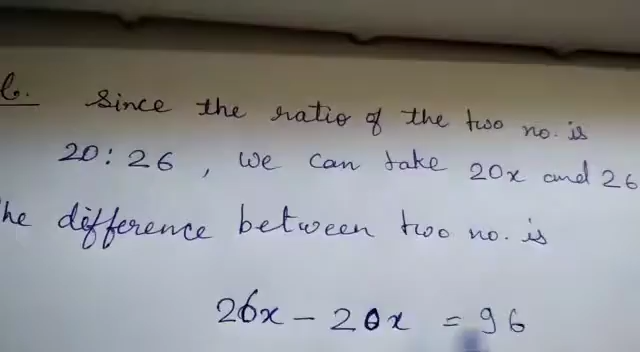 6. Since the ratio of the two no. is
20 : 26 , we can take 20x and 26
he difference between two no. is
26x - 20x = 96